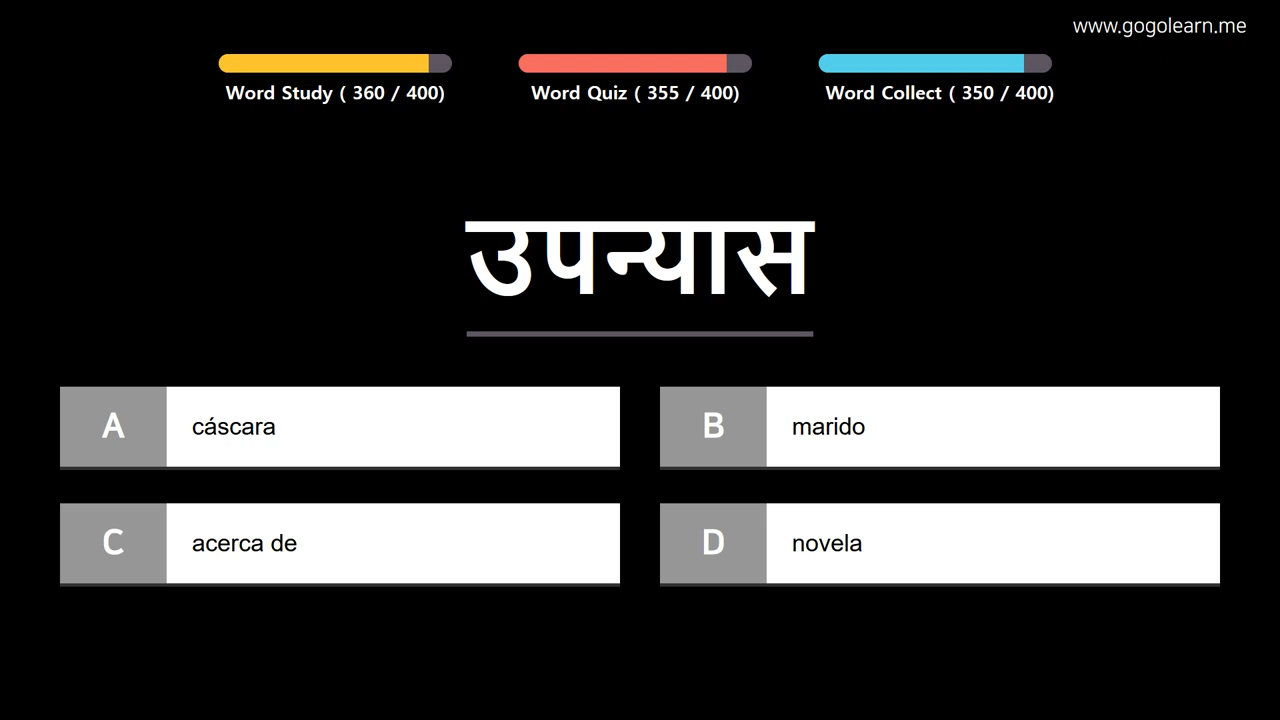 www.gogolearn.me
Word Study ( 360 / 400)
Word Quiz ( 355 / 400)
Word Collect ( 350 / 400)
उपन्यास
A cáscara
B marido
C acerca de
D novela